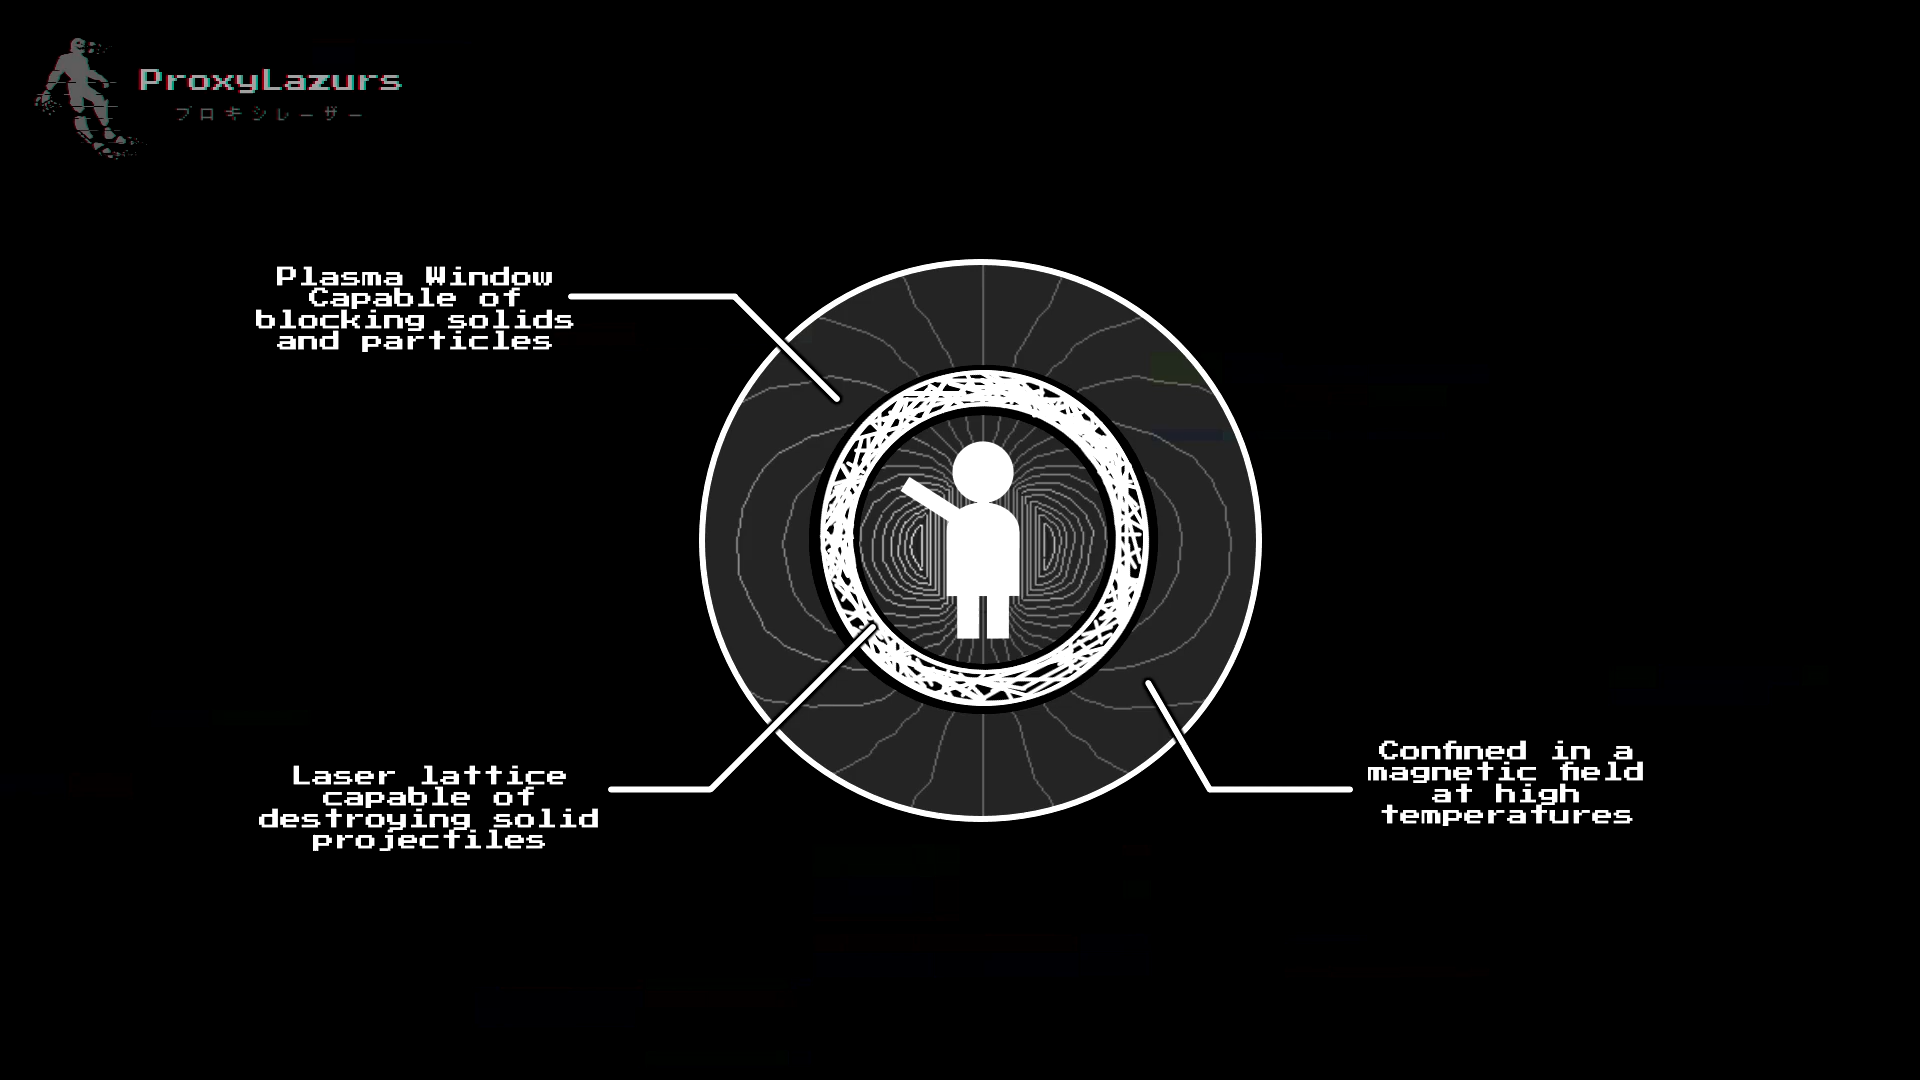 ProxyLazurs
プロキシレーザー
Plasma Window
Capable of
blocking solids
and particles
Laser lattice
capable of
destroying solid
projectiles
Confined in a
magnetic field
at high
temperatures